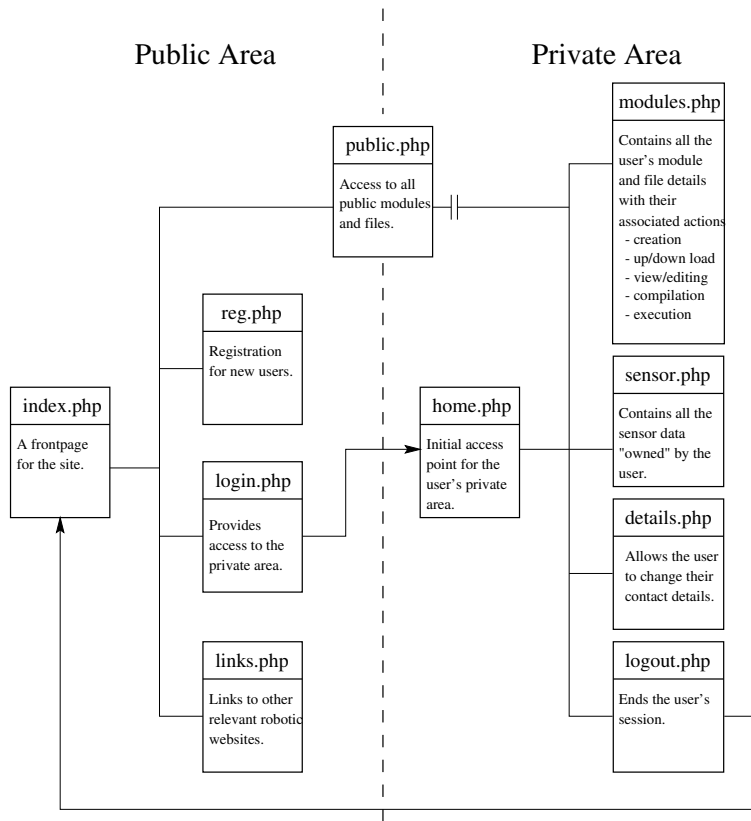 Public Area
Private Area
public.php
Access to all
public modules
and files.
modules.php
Contains all the
user's module
and file details
with their
associated actions
- creation
- up/down load
- view/editing
- compilation
- execution
reg.php
Registration
for new users.
index.php
A frontpage
for the site.
login.php
Provides
access to the
private area.
home.php
Initial access
point for the
user's private
area.
sensor.php
Contains all the
sensor data
"owned" by the
user.
details.php
Allows the user
to change their
contact details.
links.php
Links to other
relevant robotic
websites.
logout.php
Ends the user's
session.